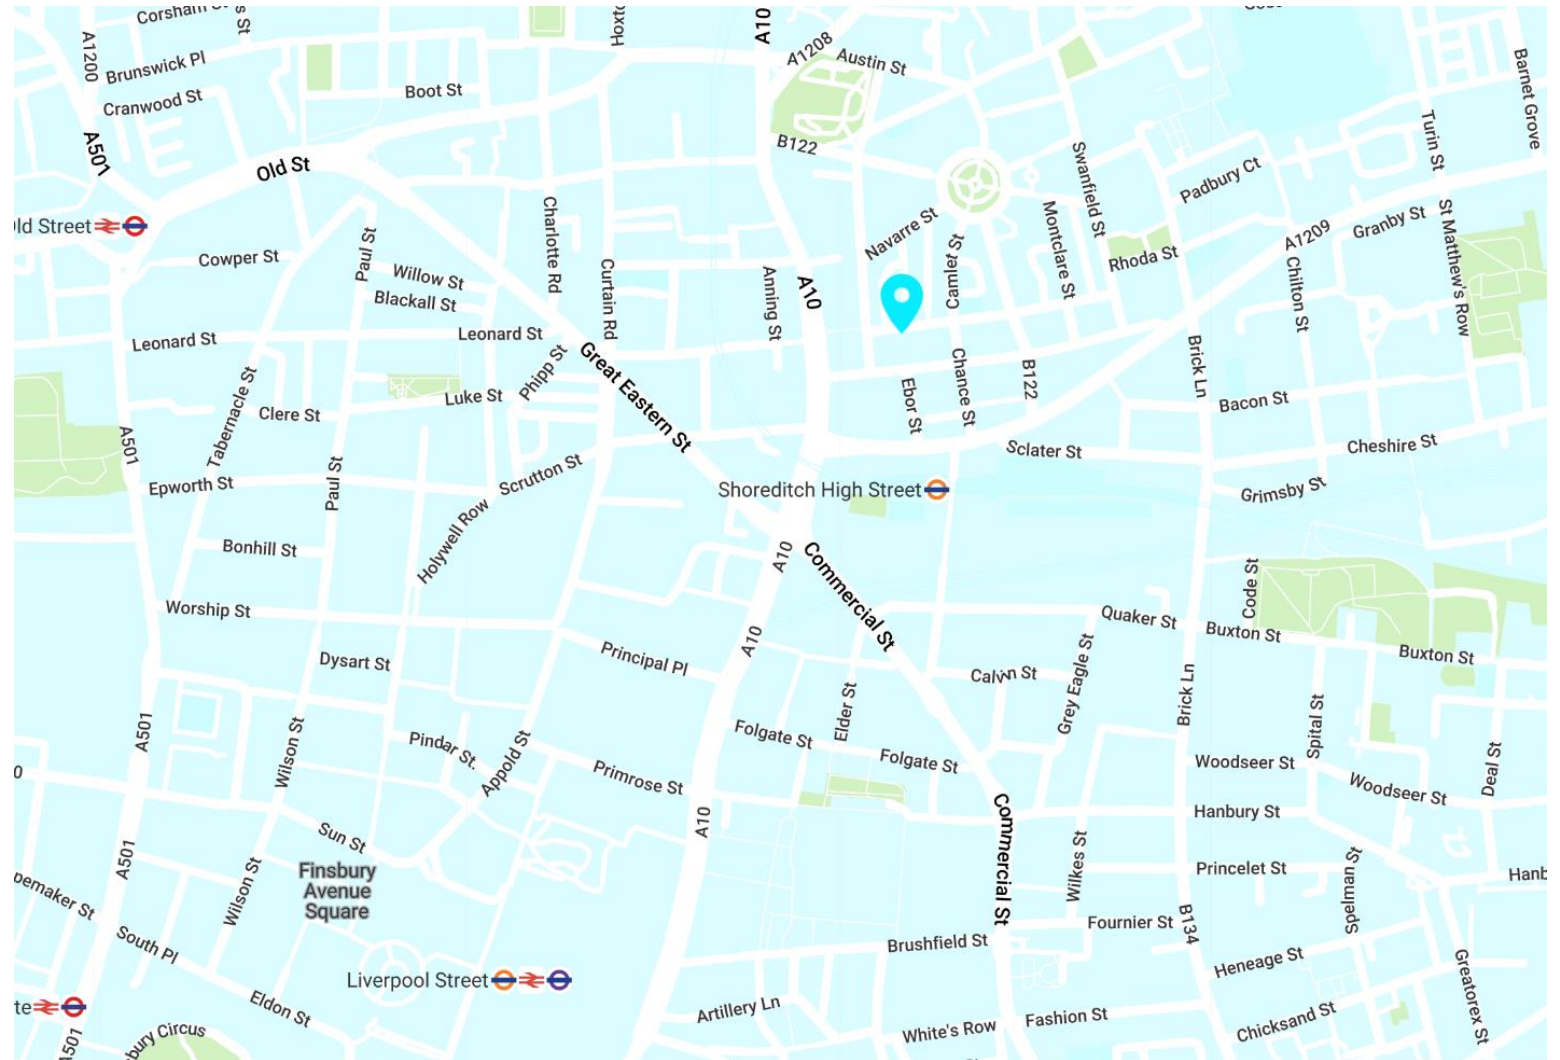 Corsham St
A10
A1208
Austin St
A1200
Brunswick Pl
Cranwood St
Boot St
Barnet Grove
A501
Old St
B122
Turin St
Swanfield St
Padbury Ct
Old Street
Navarre St
Charlotte Rd
Montclare St
St Matthew's Row
Granby St
A1209
Cowper St
Paul St
Willow St
Blackall St
Curtain Rd
Anning St
A10
Camlet St
Rhoda St
Chilton St
Leonard St
Leonard St
Great Eastern St
Phipp St
Luke St
Clere St
Tabernacle St
Ebor St
Chance St
B122
Brick Ln
Bacon St
A501
Sclater St
Cheshire St
Epworth St
Paul St
Scrutton St
Holywell Row
Shoreditch High Street
Grimsby St
Bonhill St
A10
Commercial St
Code St
Worship St
Quaker St
Buxton St
Buxton St
A10
Dysart St
Principal Pl
Calvin St
Grey Eagle St
Brick Ln
Elder St
Spital St
A501
Wilson St
Pindar St.
Appold St
Folgate St
Folgate St
Woodseer St
Woodseer St
Deal St
Primrose St
Commercial St
Hanbury St
A10
Sun St
A501
Wilson St
Finsbury
Avenue
Square
Wilkes St
Princelet St
Spelman St
Hanb
pemaker St
South Pl
Brushfield St
Fournier St
B134
Heneage St
Greatorex St
Liverpool Street
te
Eldon St
Artillery Ln
White's Row
Fashion St
Chicksand St
A501
bury Circus